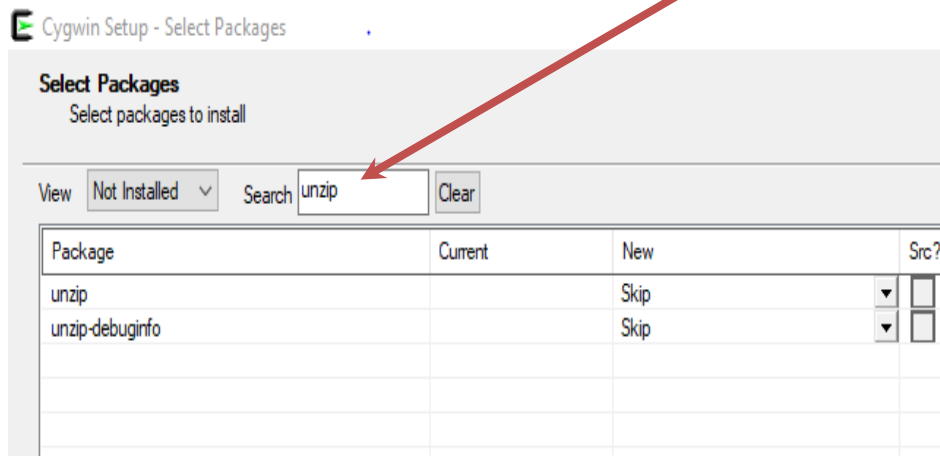 Cygwin Setup - Select Packages
Select Packages
Select packages to install
View Not Installed Search unzip Clear
Package Current New Src?
unzip Skip
unzip-debuginfo Skip